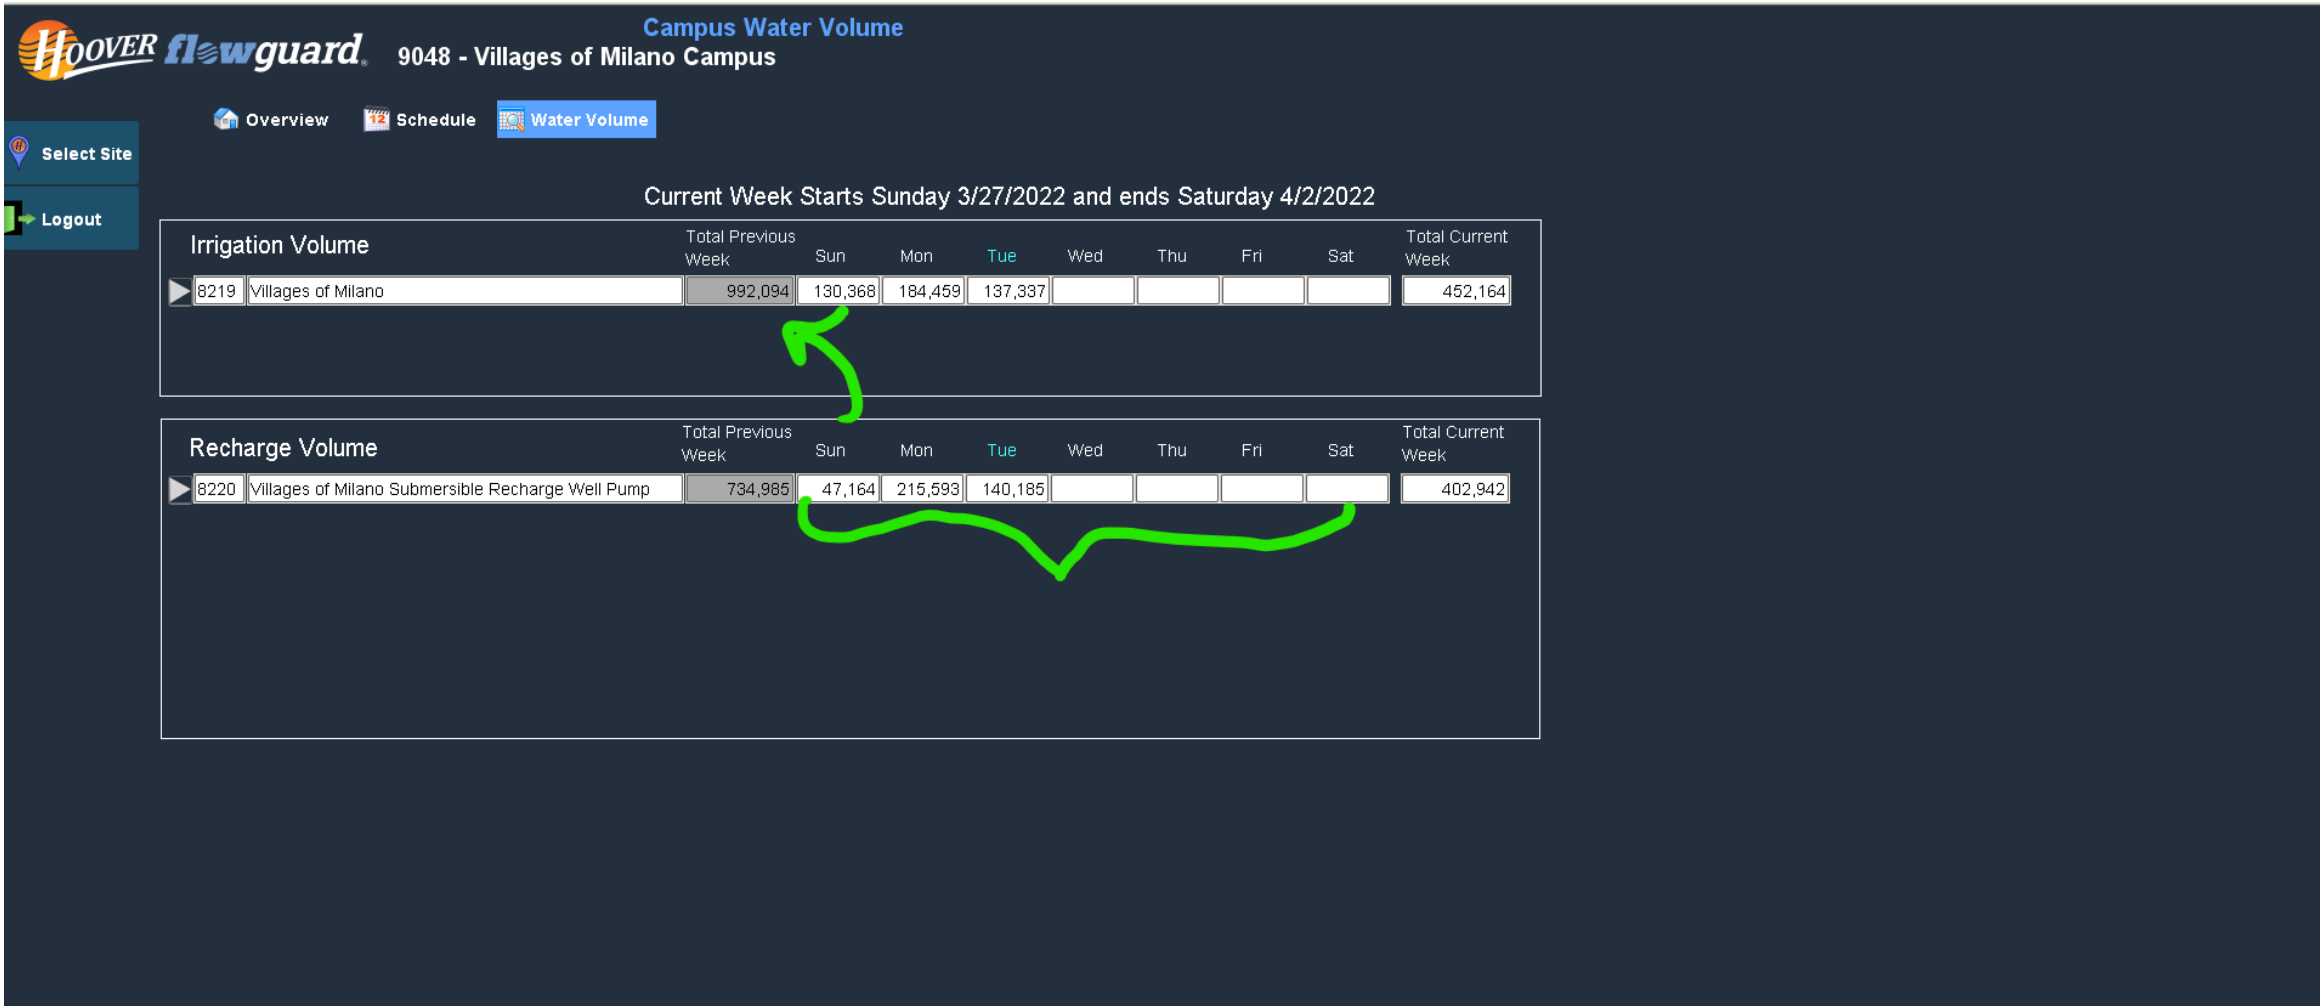 Campus Water Volume
HOOVER flowguard. 9048 - Villages of Milano Campus
Overview 12 Schedule Water Volume
H Select Site
Logout
Current Week Starts Sunday 3/27/2022 and ends Saturday 4/2/2022
Irrigation Volume Total Previous Week Sun Mon Tue Wed Thu Fri Sat Total Current Week
8219 Villages of Milano 992,094 130,368 184,459 137,337 452,164
Recharge Volume Total Previous Week Sun Mon Tue Wed Thu Fri Sat Total Current Week
8220 Villages of Milano Submersible Recharge Well Pump 734,985 47,164 215,593 140,185 402,942